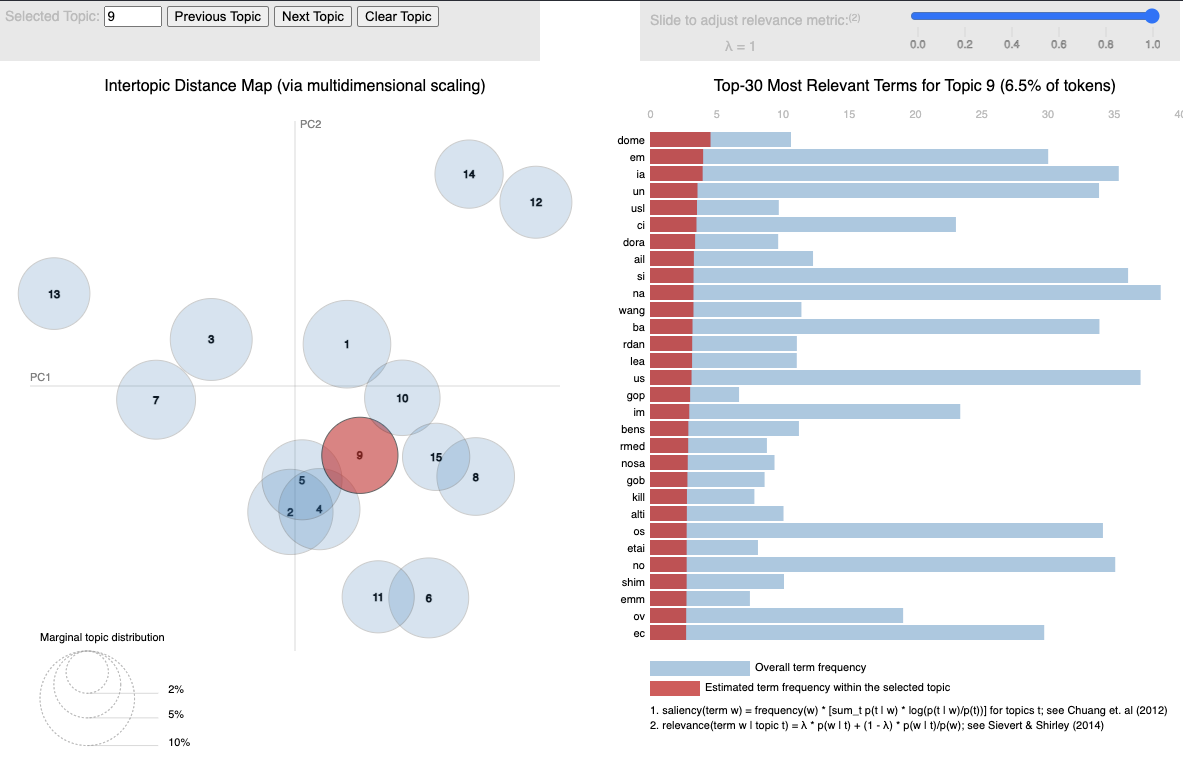 Selected Topic: 9 Previous Topic Next Topic Clear Topic
Slide to adjust relevance metric:(2)
λ = 1
0.0 0.2 0.4 0.6 0.8 1.0
Intertopic Distance Map (via multidimensional scaling)
PC2
PC1
14
12
13
3
1
7
10
9
15
8
5
2
4
11
6
Marginal topic distribution
2%
5%
10%
Top-30 Most Relevant Terms for Topic 9 (6.5% of tokens)
0 5 10 15 20 25 30 35 40
dome
em
ia
un
usl
ci
dora
ail
si
na
wang
ba
rdan
lea
us
gop
im
bens
rmed
nosa
gob
kill
alti
os
etai
no
shim
emm
ov
ec
Overall term frequency
Estimated term frequency within the selected topic
1. saliency(term w) = frequency(w) * [sum_t p(t | w) * log(p(t | w)/p(t))] for topics t; see Chuang et. al (2012)
2. relevance(term w | topic t) = λ * p(w | t) + (1 - λ) * p(w | t)/p(w); see Sievert & Shirley (2014)